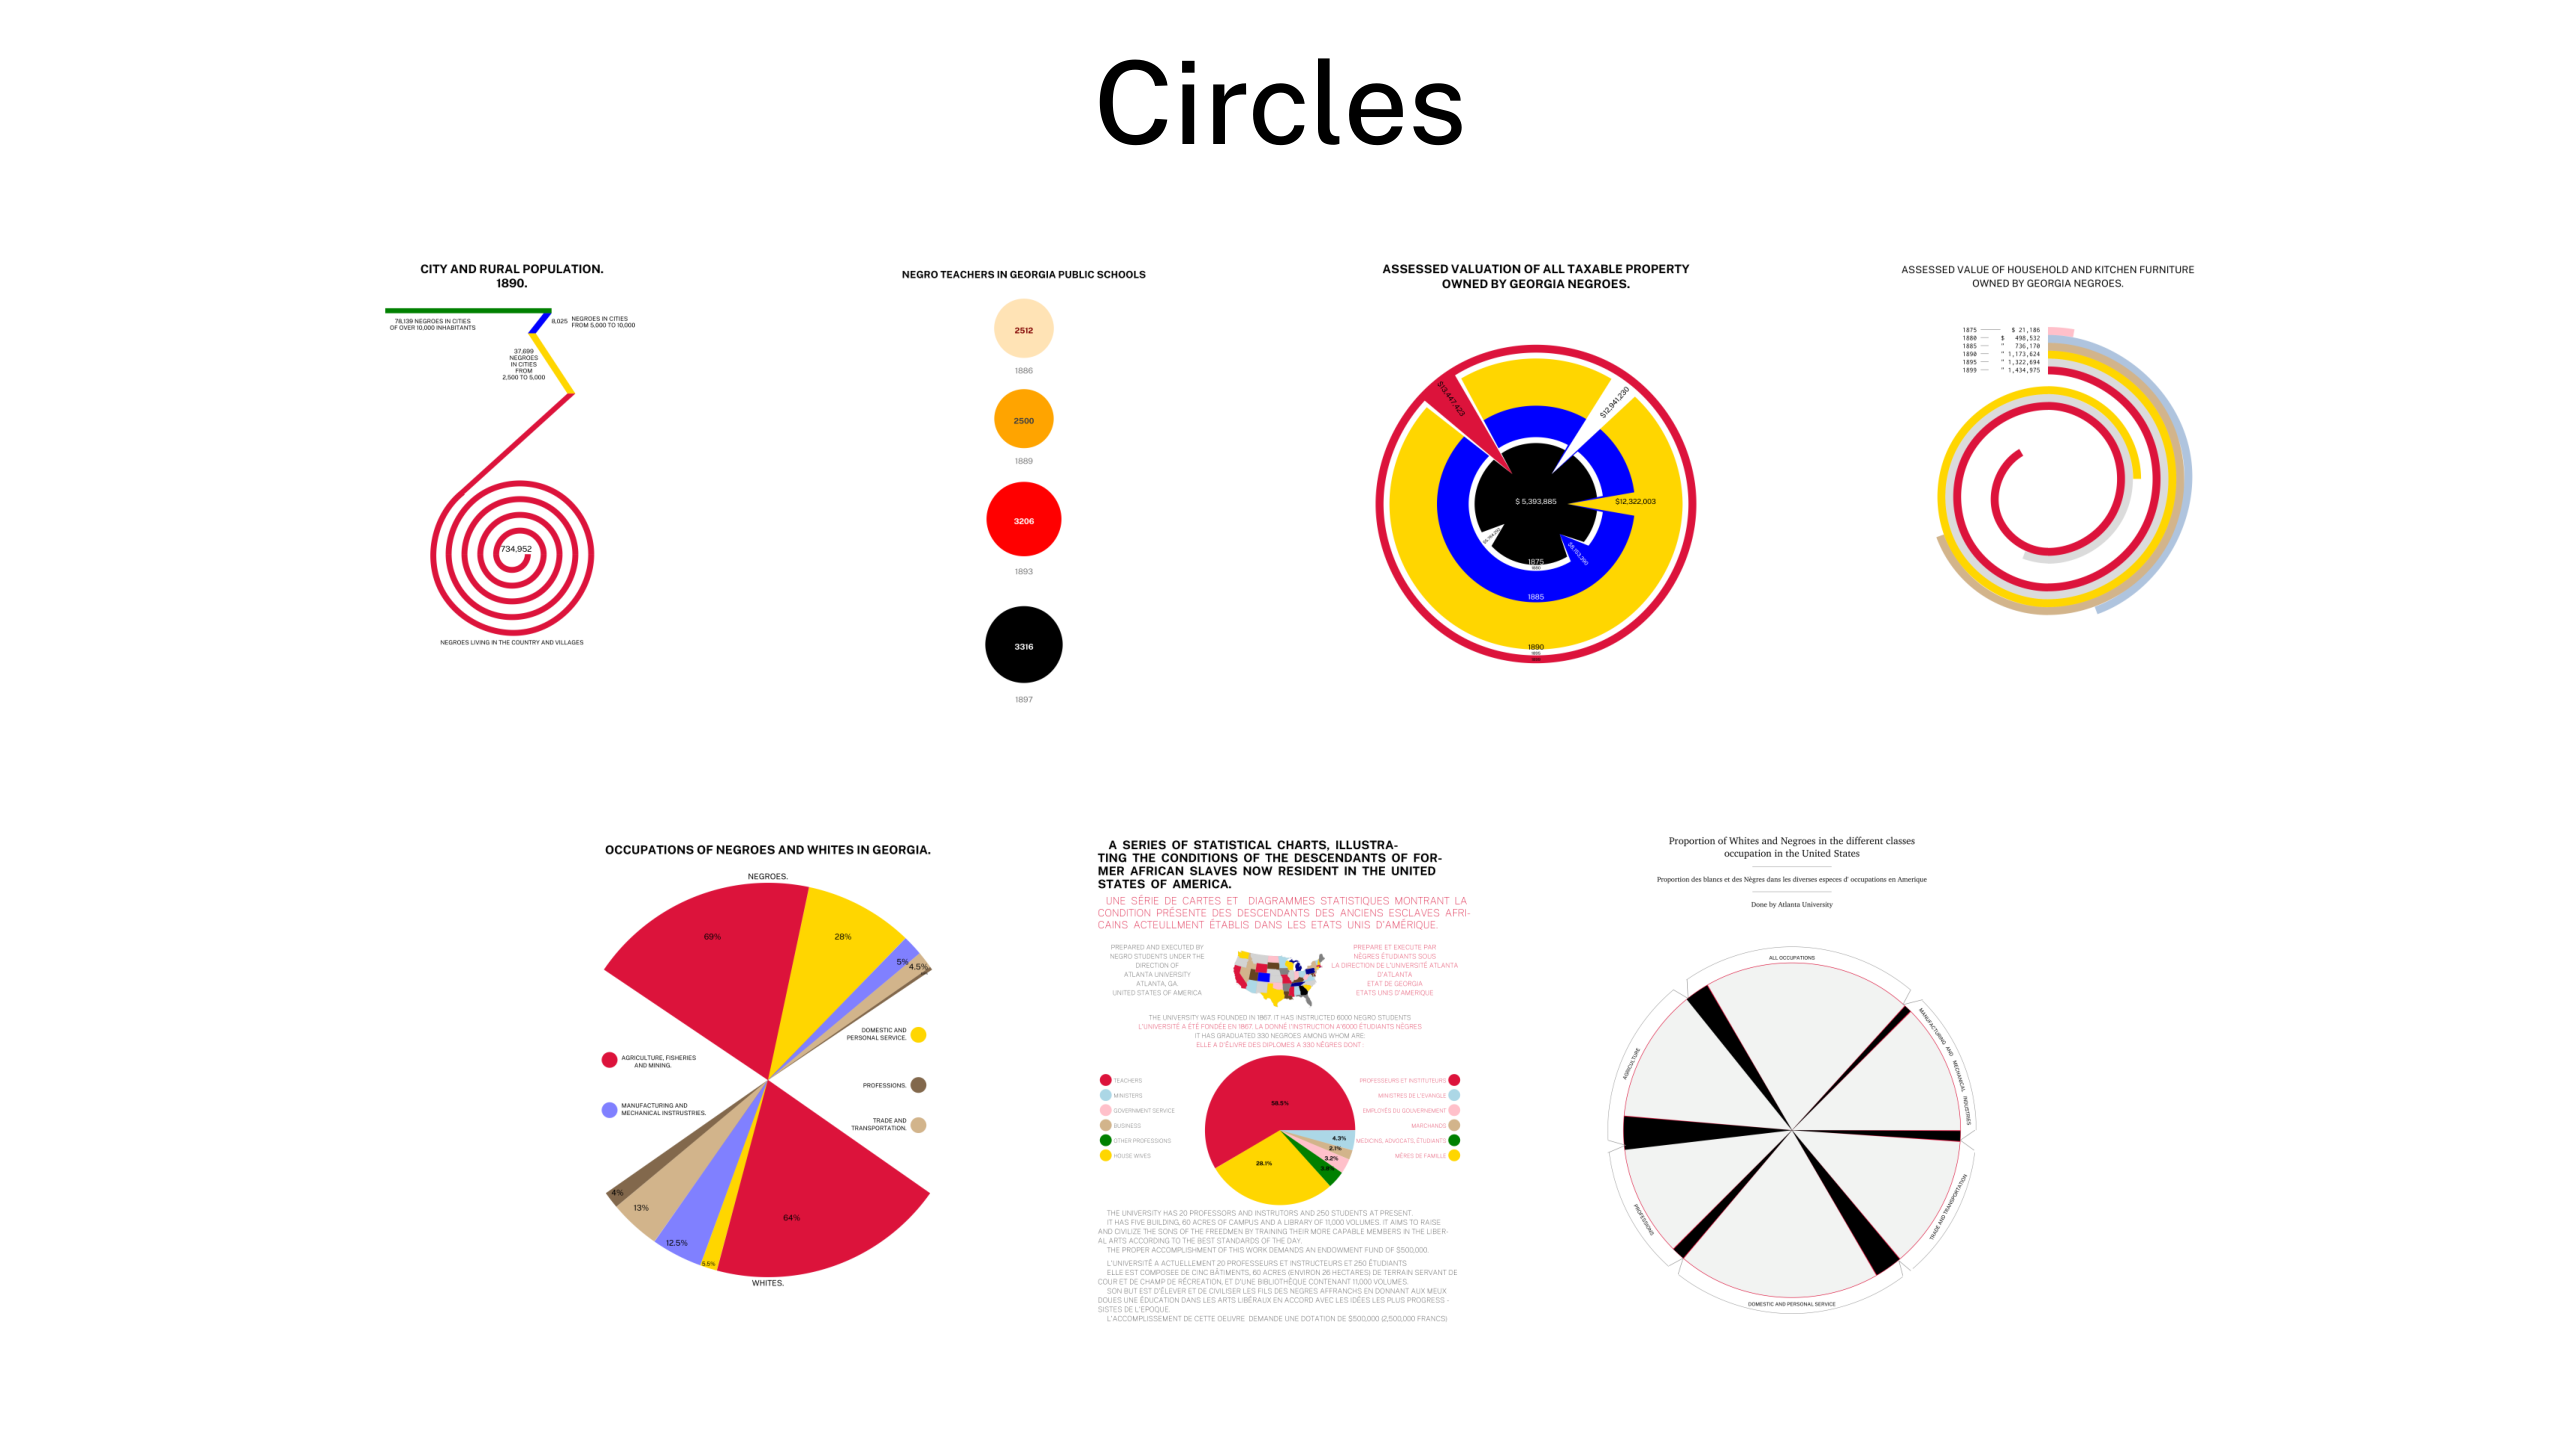 Circles
CITY AND RURAL POPULATION.
1890.
78,139 NEGROES IN CITIES
OF OVER 10,000 INHABITANTS
8,025
NEGROES IN CITIES
FROM 5,000 TO 10,000
37,699
NEGROES
IN CITIES
FROM
2,500 TO 5,000
734,952
NEGROES LIVING IN THE COUNTRY AND VILLAGES
NEGRO TEACHERS IN GEORGIA PUBLIC SCHOOLS
2512
1886
2500
1889
3206
1893
3316
1897
ASSESSED VALUATION OF ALL TAXABLE PROPERTY
OWNED BY GEORGIA NEGROES.
$13,447,423
$12,941,230
$12,322,003
$ 5,393,885
1875
1885
1890
ASSESSED VALUE OF HOUSEHOLD AND KITCHEN FURNITURE
OWNED BY GEORGIA NEGROES.
1875 $ 21,186
1880 $ 498,532
1885 " 736,170
1890 " 1,173,624
1895 " 1,322,694
1899 " 1,434,975
OCCUPATIONS OF NEGROES AND WHITES IN GEORGIA.
NEGROES.
69%
28%
5%
4.5%
DOMESTIC AND
PERSONAL SERVICE.
AGRICULTURE, FISHERIES
AND MINING.
PROFESSIONS.
MANUFACTURING AND
MECHANICAL INSTRUSTRIES.
TRADE AND
TRANSPORTATION.
4%
13%
12.5%
5.5%
64%
WHITES.
A SERIES OF STATISTICAL CHARTS, ILLUSTRA-
TING THE CONDITIONS OF THE DESCENDANTS OF FOR-
MER AFRICAN SLAVES NOW RESIDENT IN THE UNITED
STATES OF AMERICA.
UNE SÉRIE DE CARTES ET DIAGRAMMES STATISTIQUES MONTRANT LA
CONDITION PRÉSENTE DES DESCENDANTS DES ANCIENS ESCLAVES AFRI-
CAINS ACTEULLMENT ÉTABLIS DANS LES ETATS UNIS D'AMÉRIQUE.
PREPARED AND EXECUTED BY
NEGRO STUDENTS UNDER THE
DIRECTION OF
ATLANTA UNIVERSITY
ATLANTA, GA.
UNITED STATES OF AMERICA
PREPARE ET EXECUTE PAR
NÈGRES ÉTUDIANTS SOUS
LA DIRECTION DE L'UNIVERSITÉ ATLANTA
D'ATLANTA
ETAT DE GEORGIA
ETATS UNIS D'AMERIQUE
THE UNIVERSITY WAS FOUNDED IN 1867. IT HAS INSTRUCTED 6000 NEGRO STUDENTS
L'UNIVERSITÉ A ÉTÉ FONDÉE EN 1867. LA DONNÉ l'INSTRUCTION A'6000 ÉTUDIANTS NÈGRES
IT HAS GRADUATED 330 NEGROES AMONG WHOM ARE:
ELLE A D'ÉLIVRE DES DIPLOMES A 330 NÈGRES DONT :
TEACHERS
MINISTERS
GOVERNMENT SERVICE
BUSINESS
OTHER PROFESSIONS
HOUSE WIVES
58.5%
4.3%
2.1%
3.2%
3.8%
28.1%
PROFESSEURS ET INSTITUTEURS
MINISTRES DE L'EVANGILE
EMPLOYÉS DU GOUVERNEMENT
MARCHANDS
MEDICINS, ADVOCATS, ÉTUDIANTS
MÈRES DE FAMILLE
THE UNIVERSITY HAS 20 PROFESSORS AND INSTRUTORS AND 250 STUDENTS AT PRESENT.
IT HAS FIVE BUILDING, 60 ACRES OF CAMPUS AND A LIBRARY OF 11,000 VOLUMES. IT AIMS TO RAISE
AND CIVILIZE THE SONS OF THE FREEDMEN BY TRAINING THEIR MORE CAPABLE MEMBERS IN THE LIBER-
AL ARTS ACCORDING TO THE BEST STANDARDS OF THE DAY.
THE PROPER ACCOMPLISHMENT OF THIS WORK DEMANDS AN ENDOWMENT FUND OF $500,000.
L'UNIVERSITÉ A ACTUELLEMENT 20 PROFESSEURS ET INSTRUCTEURS ET 250 ÉTUDIANTS
ELLE EST COMPOSEE DE CINC BÂTIMENTS, 60 ACRES (ENVIRON 26 HECTARES) DE TERRAIN SERVANT DE
COUR ET DE CHAMP DE RÉCREATION, ET D'UNE BIBLIOTHÈQUE CONTENANT 11,000 VOLUMES.
SON BUT EST D'ÉLEVER ET DE CIVILISER LES FILS DES NEGRES AFFRANCHS EN DONNANT AUX MEUX
DOUES UNE ÉDUCATION DANS LES ARTS LIBÉRAUX EN ACCORD AVEC LES IDÉES LES PLUS PROGRESS -
SISTES DE L'EPOQUE.
L'ACCOMPLISSEMENT DE CETTE OEUVRE DEMANDE UNE DOTATION DE $500,000 (2,500,000 FRANCS)
Proportion of Whites and Negroes in the different classes
occupation in the United States
Proportion des blancs et des Nègres dans les diverses especes d' occupations en Amerique
Done by Atlanta University
ALL OCCUPATIONS
MANUFACTURING AND MECHANICAL INDUSTRIES
AGRICULTURE
PROFESSIONS
TRADE AND TRANSPORTATION
DOMESTIC AND PERSONAL SERVICE